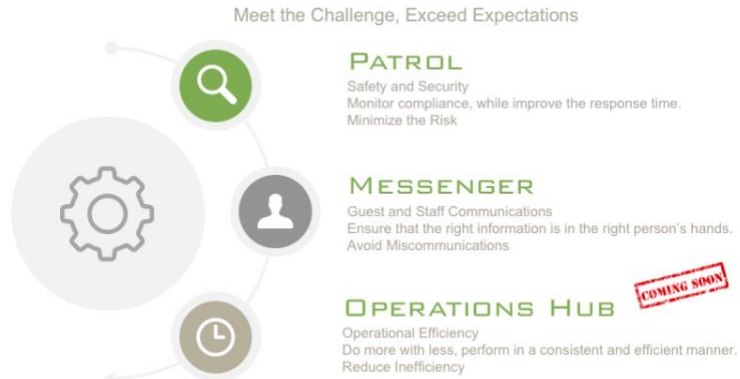 Meet the Challenge, Exceed Expectations
PATROL
Safety and Security
Monitor compliance, while improve the response time.
Minimize the Risk
MESSENGER
Guest and Staff Communications
Ensure that the right information is in the right person's hands.
Avoid Miscommunications
COMING SOON
OPERATIONS HUB
Operational Efficiency
Do more with less, perform in a consistent and efficient manner.
Reduce Inefficiency